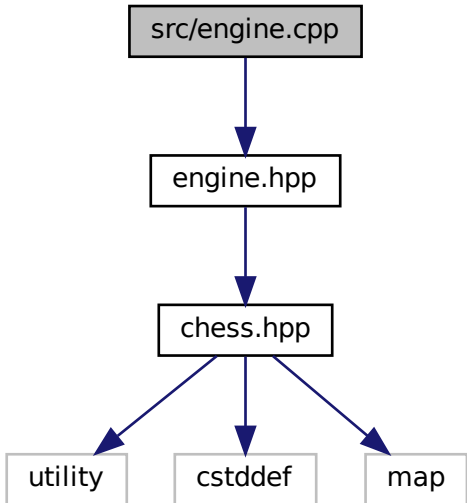 src/engine.cpp
engine.hpp
chess.hpp
utility
cstddef
map